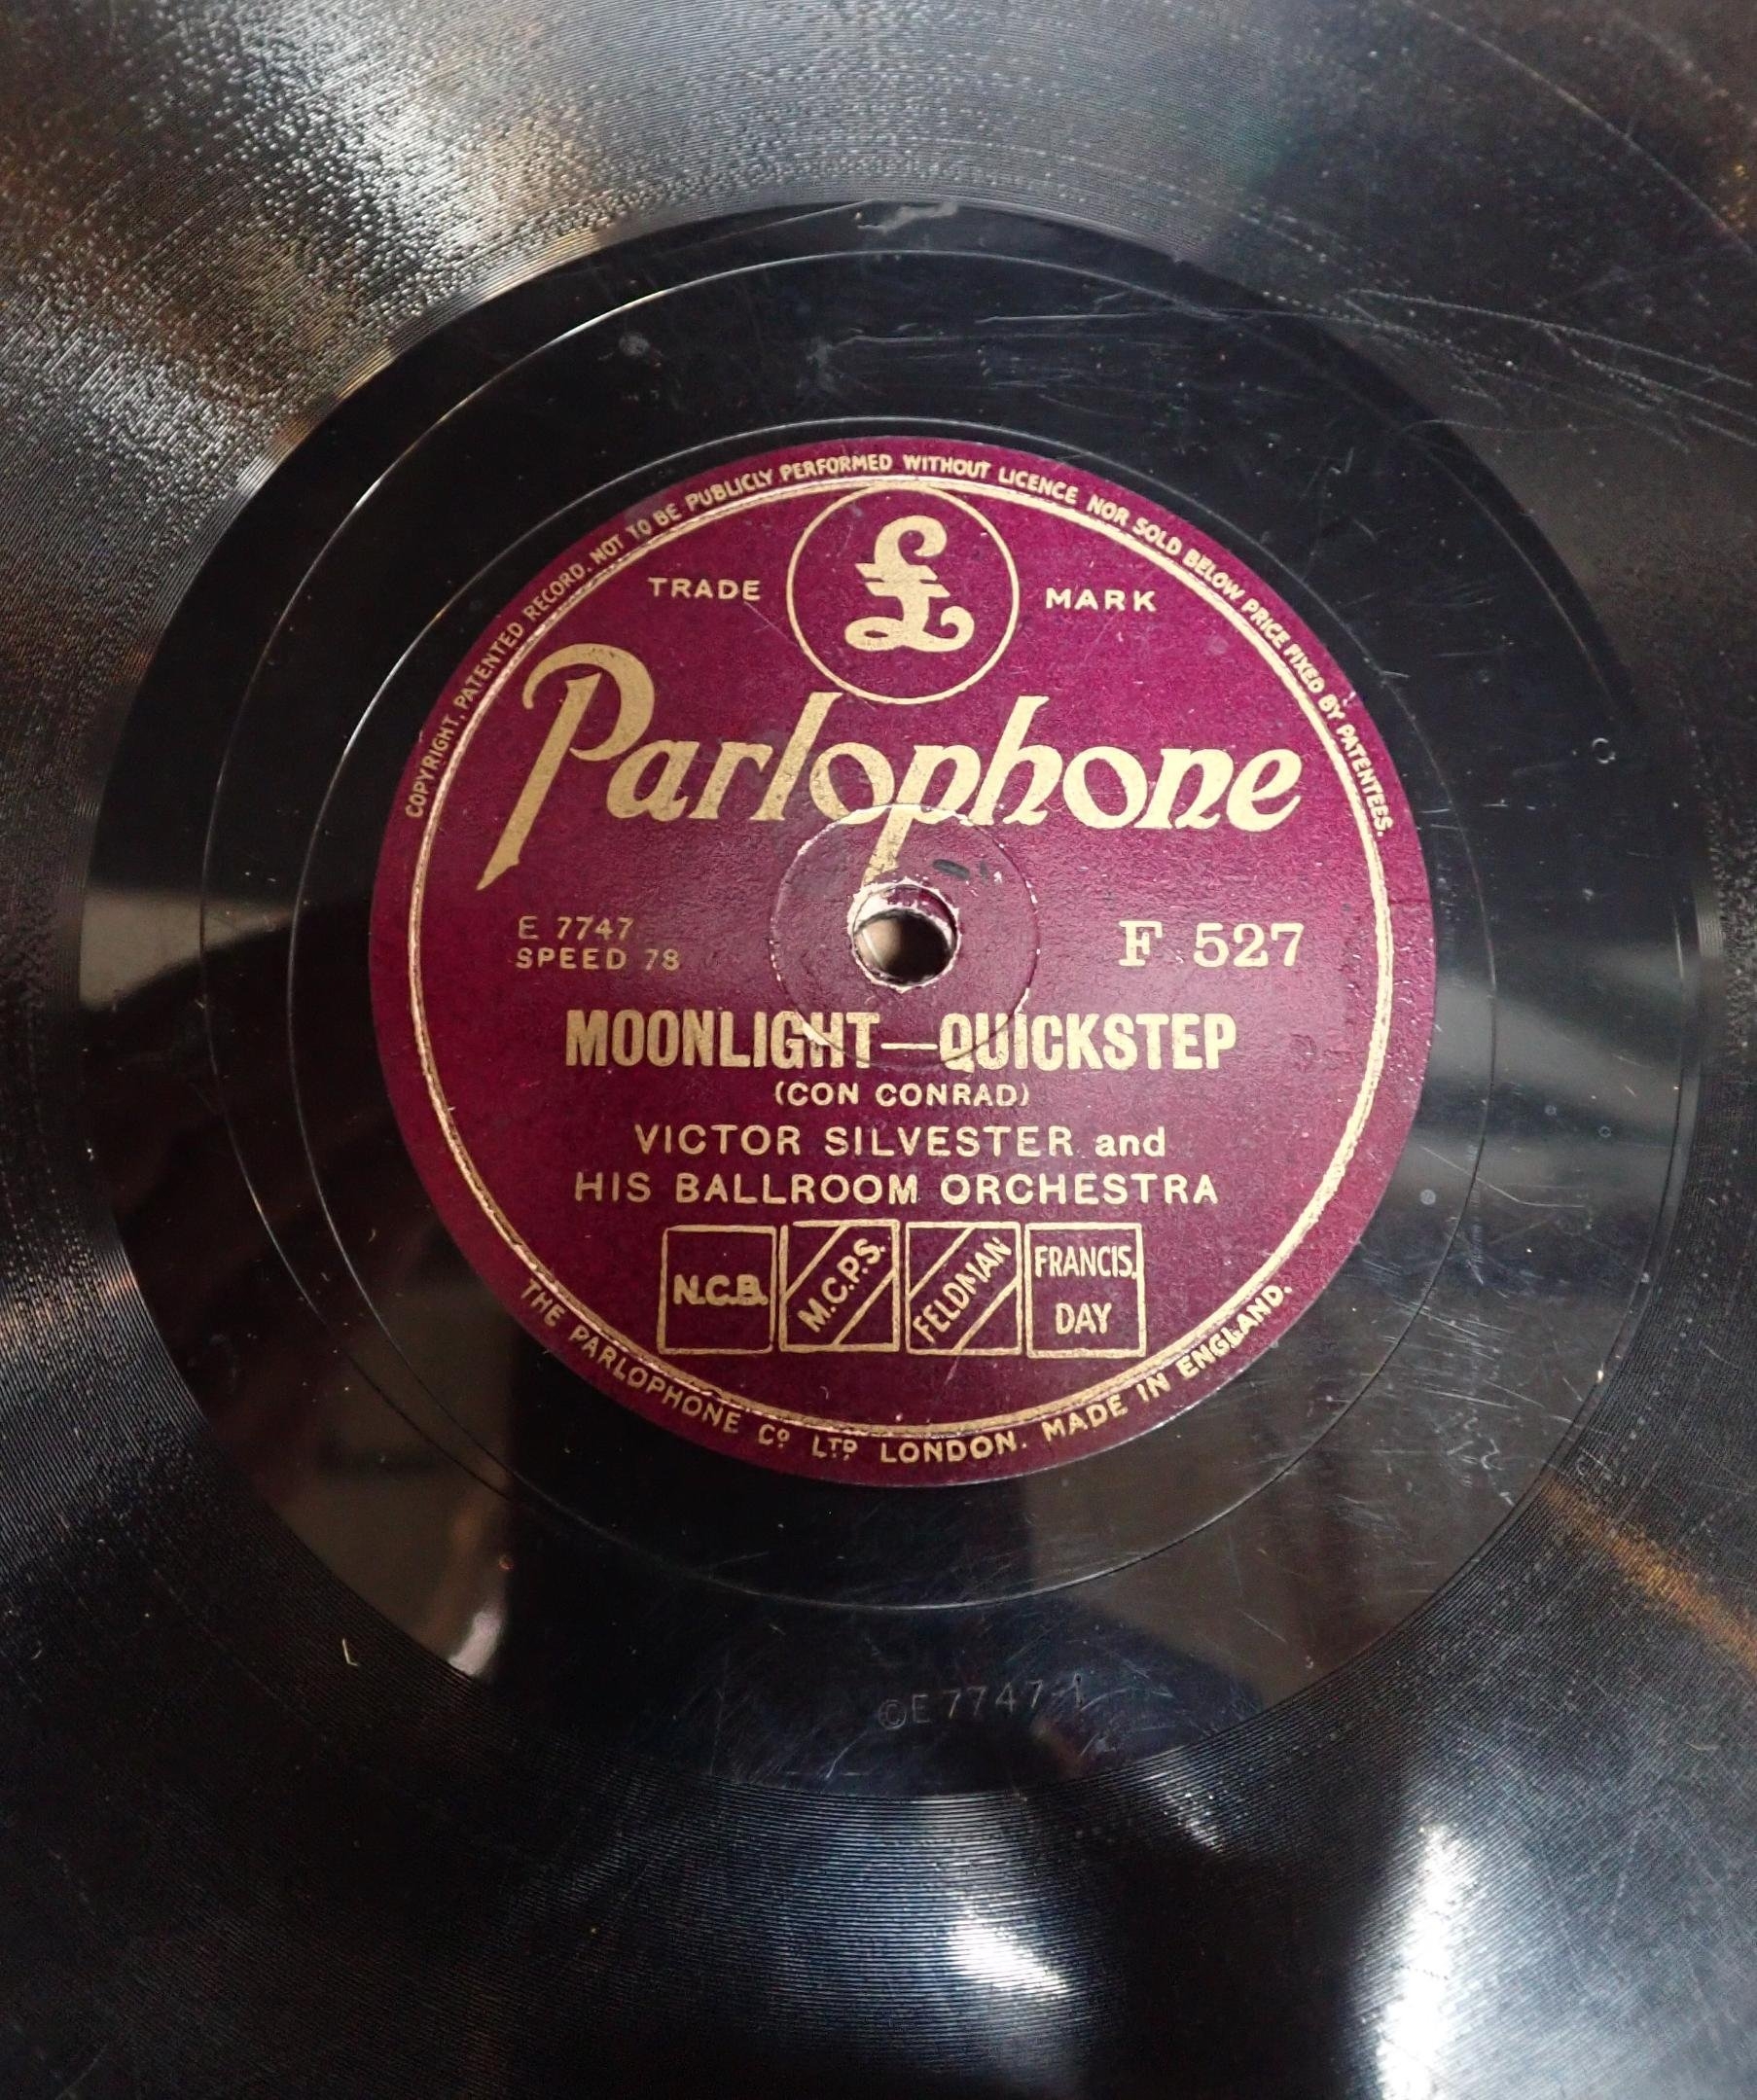 COPYRIGHT. PATENTED RECORD. NOT TO BE PUBLICLY PERFORMED WITHOUT LICENCE NOR SOLD BELOW PRICE FIXED BY PATENTEES.
£
TRADE MARK
Parlophone
E 7747
SPEED 78
F 527
MOONLIGHT—QUICKSTEP
(CON CONRAD)
VICTOR SILVESTER and
HIS BALLROOM ORCHESTRA
N.C.B.
M.C.P.S.
FELDMAN
FRANCIS.
DAY
THE PARLOPHONE Cº LTD LONDON. MADE IN ENGLAND.
©E7747-1